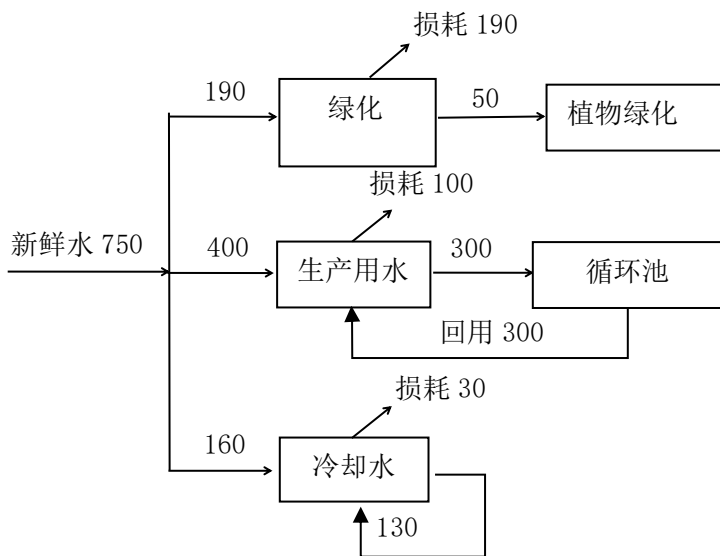 损耗 190
190
绿化
50
植物绿化
损耗 100
新鲜水 750
400
生产用水
300
循环池
回用 300
损耗 30
160
冷却水
130